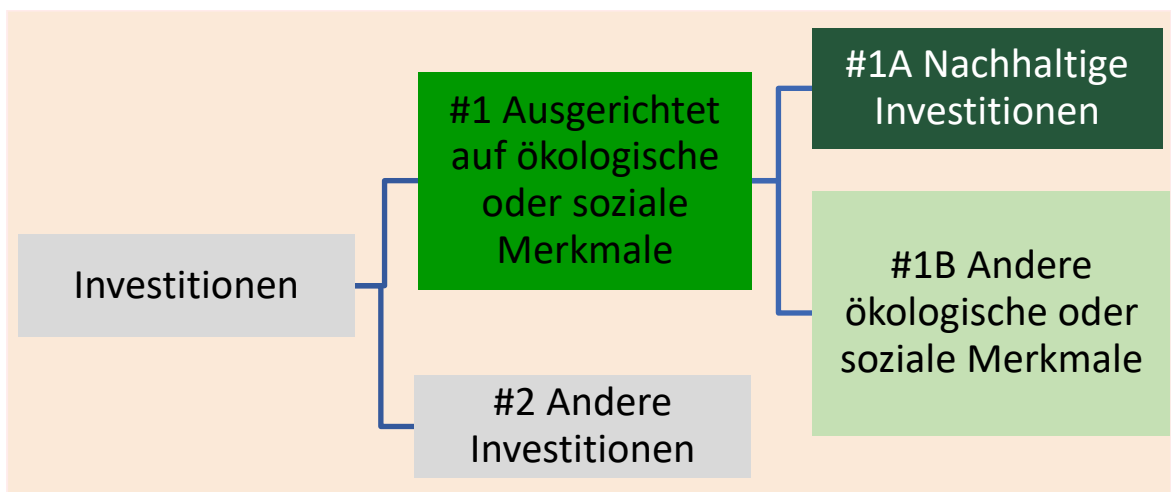 Investitionen
#1 Ausgerichtet
auf ökologische
oder soziale
Merkmale
#2 Andere
Investitionen
#1A Nachhaltige
Investitionen
#1B Andere
ökologische oder
soziale Merkmale